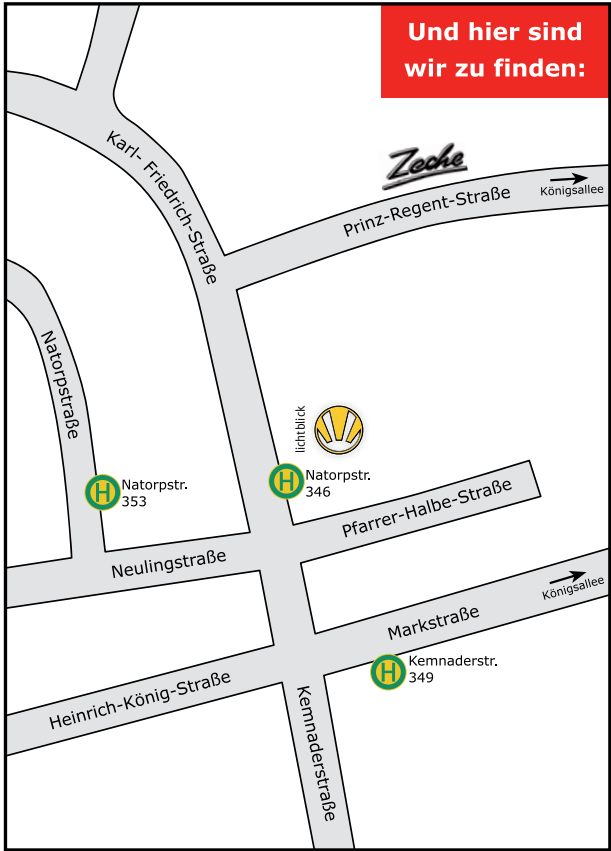 Und hier sind
wir zu finden:
Zeche
Karl- Friedrich-Straße
Prinz-Regent-Straße
Königsallee
Natorpstraße
lichtblick
H
Natorpstr.
353
H
Natorpstr.
346
Pfarrer-Halbe-Straße
Neulingstraße
Königsallee
Markstraße
H
Kemnaderstr.
349
Heinrich-König-Straße
Kemnaderstraße